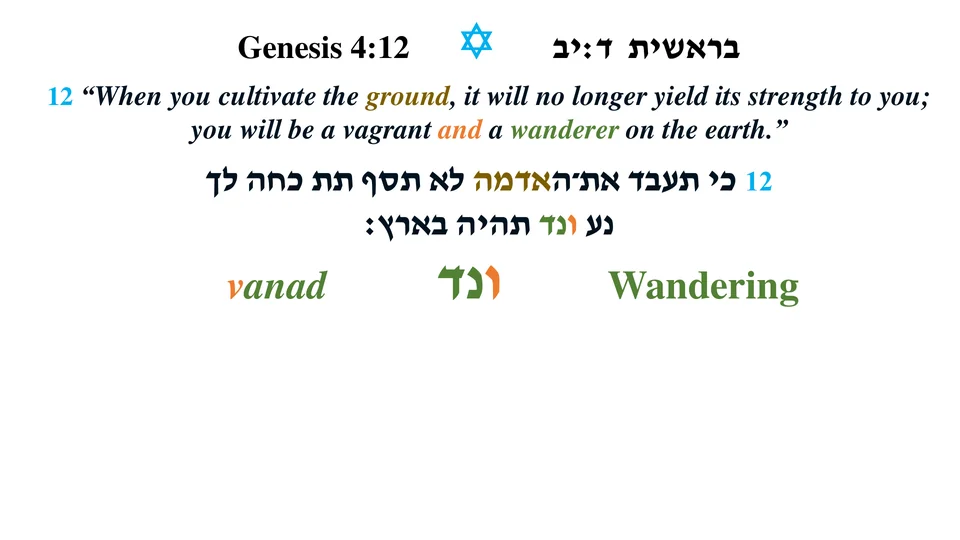 Genesis 4:12 ✡ בראשית ד:יב
12 “When you cultivate the ground, it will no longer yield its strength to you;
you will be a vagrant and a wanderer on the earth.”
12 כי תעבד את־האדמה לא תסף תת כחה לך
נע ונד תהיה בארץ:
vanad ונד Wandering